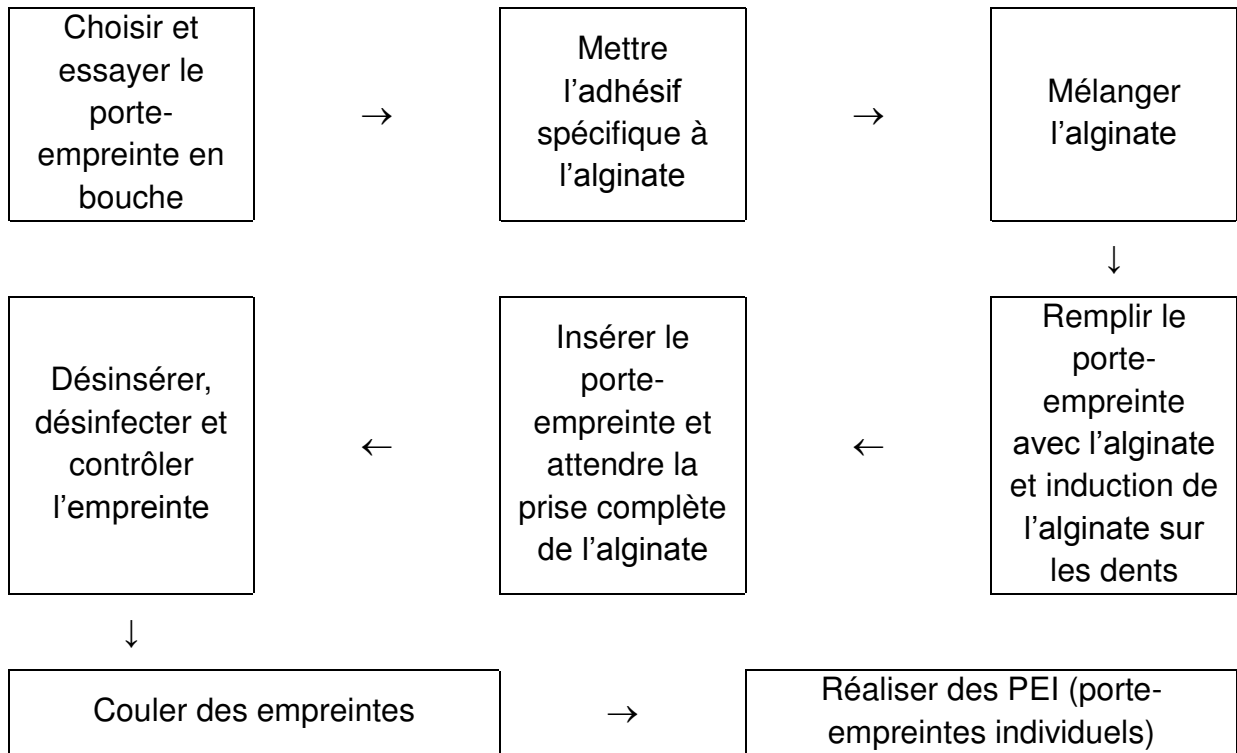 Choisir et
essayer le
porte-
empreinte en
bouche
→
Mettre
l’adhésif
spécifique à
l’alginate
→
Mélanger
l’alginate
↓
Remplir le
porte-
empreinte
avec l’alginate
et induction de
l’alginate sur
les dents
←
Insérer le
porte-
empreinte et
attendre la
prise complète
de l’alginate
←
Désinsérer,
désinfecter et
contrôler
l’empreinte
↓
Couler des empreintes
→
Réaliser des PEI (porte-
empreintes individuels)